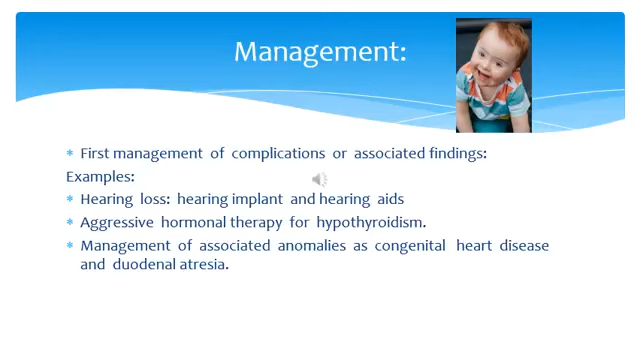 Management:
First management of complications or associated findings:
Examples:
Hearing loss: hearing implant and hearing aids
Aggressive hormonal therapy for hypothyroidism.
Management of associated anomalies as congenital heart disease
and duodenal atresia.